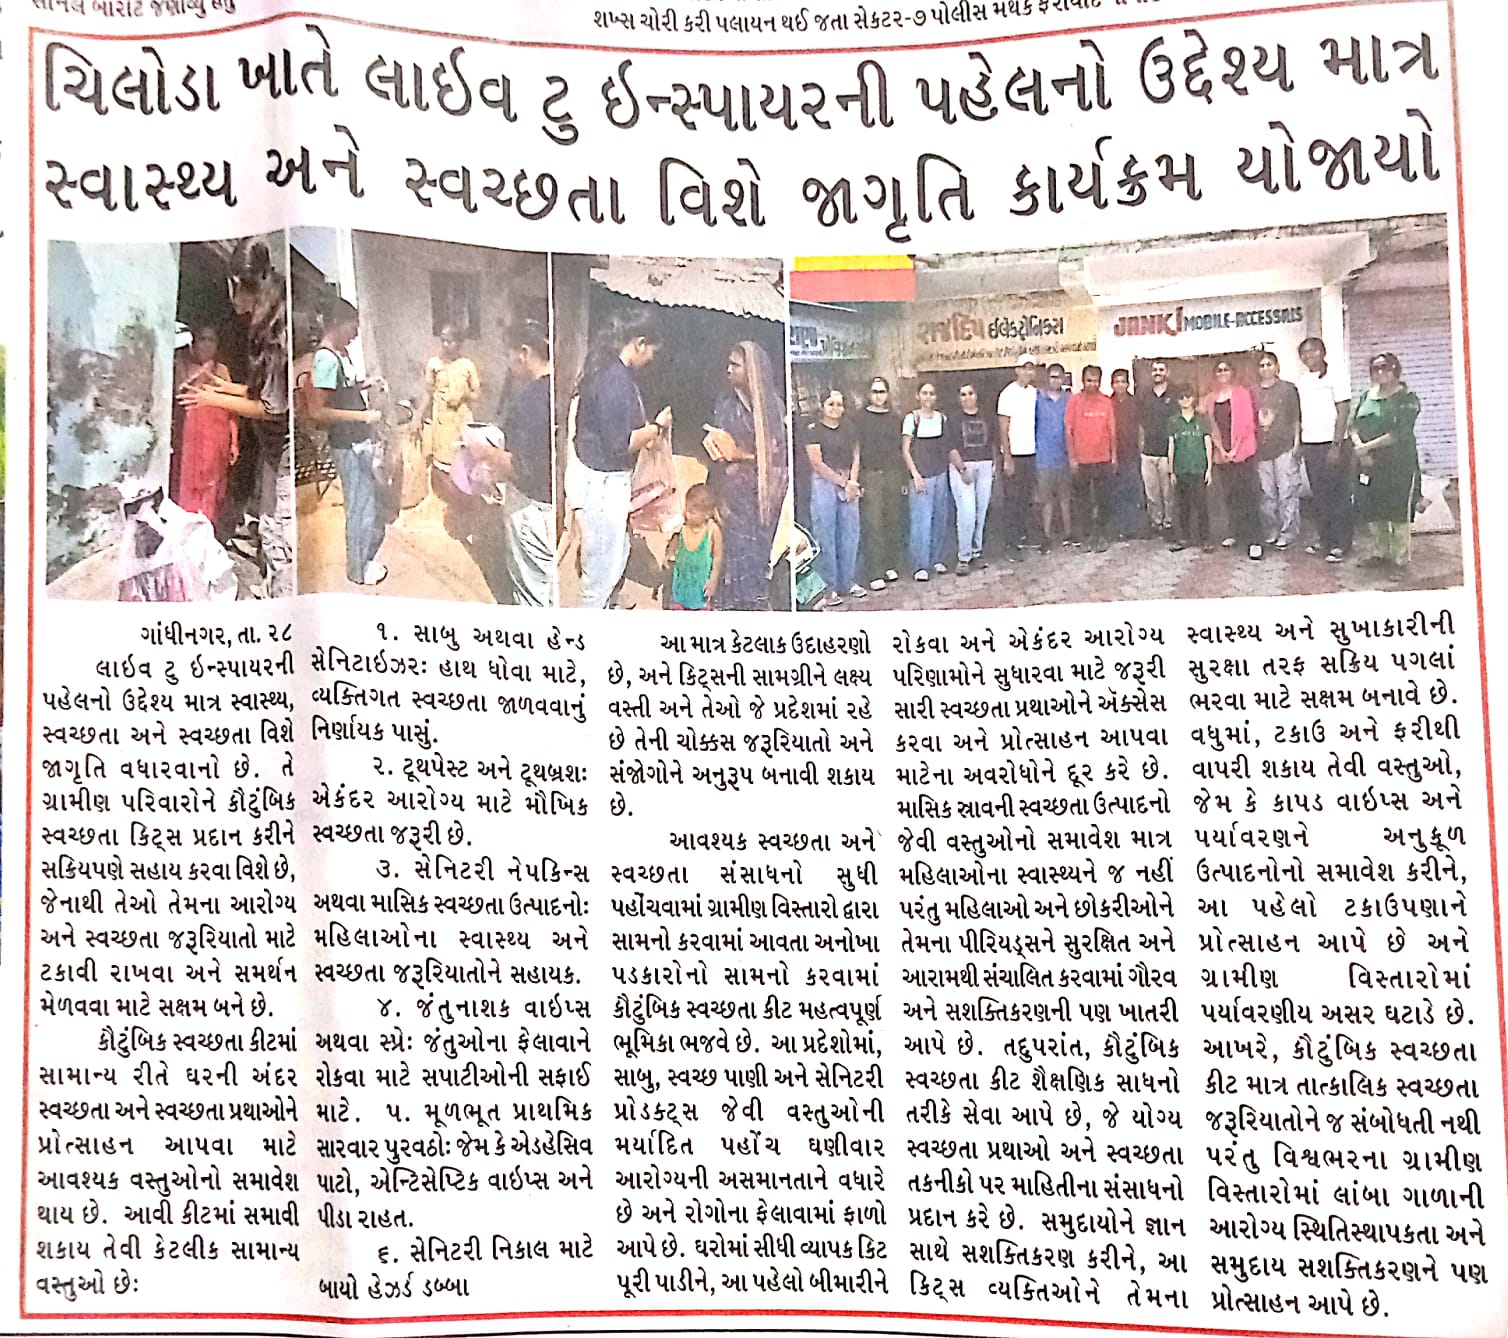 શખ્સ ચોરી કરી પલાયન થઈ જતા સેક્ટર-૭ પોલીસ મથક
ચિલોડા ખાતે લાઇવ ટુ ઇન્સ્પાયરની પહેલનો ઉદ્દેશ્ય માત્ર
સ્વાસ્થ્ય અને સ્વચ્છતા વિશે જાગૃતિ કાર્યક્રમ યોજાયો
રાજદિપ ઈલેક્ટ્રોનિક્સ
JANKI MOBILE-ACCESSAIS
ગાંધીનગર, તા. ૨૮
લાઇવ ટુ ઇન્સ્પાયરની
પહેલનો ઉદ્દેશ્ય માત્ર સ્વાસ્થ્ય,
સ્વચ્છતા અને સ્વચ્છતા વિશે
જાગૃતિ વધારવાનો છે. તે
ગ્રામીણ પરિવારોને કૌટુંબિક
સ્વચ્છતા કિટ્સ પ્રદાન કરીને
સક્રિયપણે સહાય કરવા વિશે છે,
જેનાથી તેઓ તેમના આરોગ્ય
અને સ્વચ્છતા જરૂરિયાતો માટે
ટકાવી રાખવા અને સમર્થન
મેળવવા માટે સક્ષમ બને છે.
કૌટુંબિક સ્વચ્છતા કીટમાં
સામાન્ય રીતે ઘરની અંદર
સ્વચ્છતા અને સ્વચ્છતા પ્રથાઓને
પ્રોત્સાહન આપવા માટે
આવશ્યક વસ્તુઓનો સમાવેશ
થાય છે. આવી કીટમાં સમાવી
શકાય તેવી કેટલીક સામાન્ય
વસ્તુઓ છેઃ
૧. સાબુ અથવા હેન્ડ
સેનિટાઇઝરઃ હાથ ધોવા માટે,
વ્યક્તિગત સ્વચ્છતા જાળવવાનું
નિર્ણાયક પાસું.
૨. ટૂથપેસ્ટ અને ટૂથબ્રશઃ
એકંદર આરોગ્ય માટે મૌખિક
સ્વચ્છતા જરૂરી છે.
૩. સેનિટરી નેપકિન્સ
અથવા માસિક સ્વચ્છતા ઉત્પાદનોઃ
મહિલાઓના સ્વાસ્થ્ય અને
સ્વચ્છતા જરૂરિયાતોને સહાયક.
૪. જંતુનાશક વાઇપ્સ
અથવા સ્પ્રેઃ જંતુઓના ફેલાવાને
રોકવા માટે સપાટીઓની સફાઈ
માટે. ૫. મૂળભૂત પ્રાથમિક
સારવાર પુરવઠોઃ જેમ કે એડહેસિવ
પાટો, એન્ટિસેપ્ટિક વાઇપ્સ અને
પીડા રાહત.
૬. સેનિટરી નિકાલ માટે
બાયો હેઝર્ડ ડબ્બા
આ માત્ર કેટલાક ઉદાહરણો
છે, અને કિટ્સની સામગ્રીને લક્ષ્ય
વસ્તી અને તેઓ જે પ્રદેશમાં રહે
છે તેની ચોક્કસ જરૂરિયાતો અને
સંજોગોને અનુરૂપ બનાવી શકાય
છે.
આવશ્યક સ્વચ્છતા અને
સ્વચ્છતા સંસાધનો સુધી
પહોંચવામાં ગ્રામીણ વિસ્તારો દ્વારા
સામનો કરવામાં આવતા અનોખા
પડકારોનો સામનો કરવામાં
કૌટુંબિક સ્વચ્છતા કીટ મહત્વપૂર્ણ
ભૂમિકા ભજવે છે. આ પ્રદેશોમાં,
સાબુ, સ્વચ્છ પાણી અને સેનિટરી
પ્રોડક્ટ્સ જેવી વસ્તુઓની
મર્યાદિત પહોંચ ઘણીવાર
આરોગ્યની અસમાનતાને વધારે
છે અને રોગોના ફેલાવામાં ફાળો
આપે છે. ઘરોમાં સીધી વ્યાપક કિટ
પૂરી પાડીને, આ પહેલો બીમારીને
રોકવા અને એકંદર આરોગ્ય
પરિણામોને સુધારવા માટે જરૂરી
સારી સ્વચ્છતા પ્રથાઓને ઍક્સેસ
કરવા અને પ્રોત્સાહન આપવા
માટેના અવરોધોને દૂર કરે છે.
માસિક સ્રાવની સ્વચ્છતા ઉત્પાદનો
જેવી વસ્તુઓનો સમાવેશ માત્ર
મહિલાઓના સ્વાસ્થ્યને જ નહીં
પરંતુ મહિલાઓ અને છોકરીઓને
તેમના પીરિયડ્સને સુરક્ષિત અને
આરામથી સંચાલિત કરવામાં ગૌરવ
અને સશક્તિકરણની પણ ખાતરી
આપે છે. તદુપરાંત, કૌટુંબિક
સ્વચ્છતા કીટ શૈક્ષણિક સાધનો
તરીકે સેવા આપે છે, જે યોગ્ય
સ્વચ્છતા પ્રથાઓ અને સ્વચ્છતા
તકનીકો પર માહિતીના સંસાધનો
પ્રદાન કરે છે. સમુદાયોને જ્ઞાન
સાથે સશક્તિકરણ કરીને, આ
કિટ્સ વ્યક્તિઓને તેમના
સ્વાસ્થ્ય અને સુખાકારીની
સુરક્ષા તરફ સક્રિય પગલાં
ભરવા માટે સક્ષમ બનાવે છે.
વધુમાં, ટકાઉ અને ફરીથી
વાપરી શકાય તેવી વસ્તુઓ,
જેમ કે કાપડ વાઇપ્સ અને
પર્યાવરણને અનુકૂળ
ઉત્પાદનોનો સમાવેશ કરીને,
આ પહેલો ટકાઉપણાને
પ્રોત્સાહન આપે છે અને
ગ્રામીણ વિસ્તારોમાં
પર્યાવરણીય અસર ઘટાડે છે.
આખરે, કૌટુંબિક સ્વચ્છતા
કીટ માત્ર તાત્કાલિક સ્વચ્છતા
જરૂરિયાતોને જ સંબોધતી નથી
પરંતુ વિશ્વભરના ગ્રામીણ
વિસ્તારોમાં લાંબા ગાળાની
આરોગ્ય સ્થિતિસ્થાપકતા અને
સમુદાય સશક્તિકરણને પણ
પ્રોત્સાહન આપે છે.